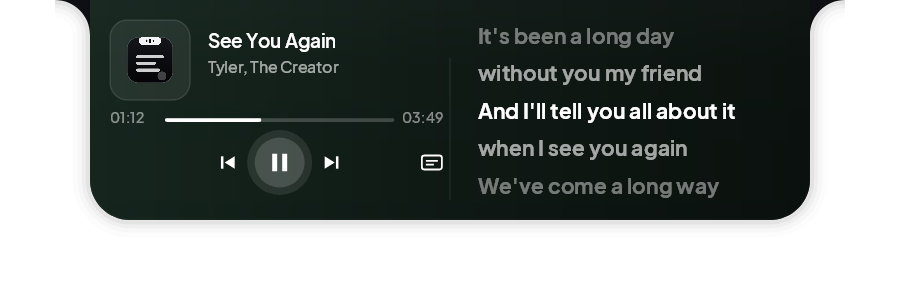 See You Again
Tyler, The Creator
01:12
03:49
It's been a long day
without you my friend
And I'll tell you all about it
when I see you again
We've come a long way